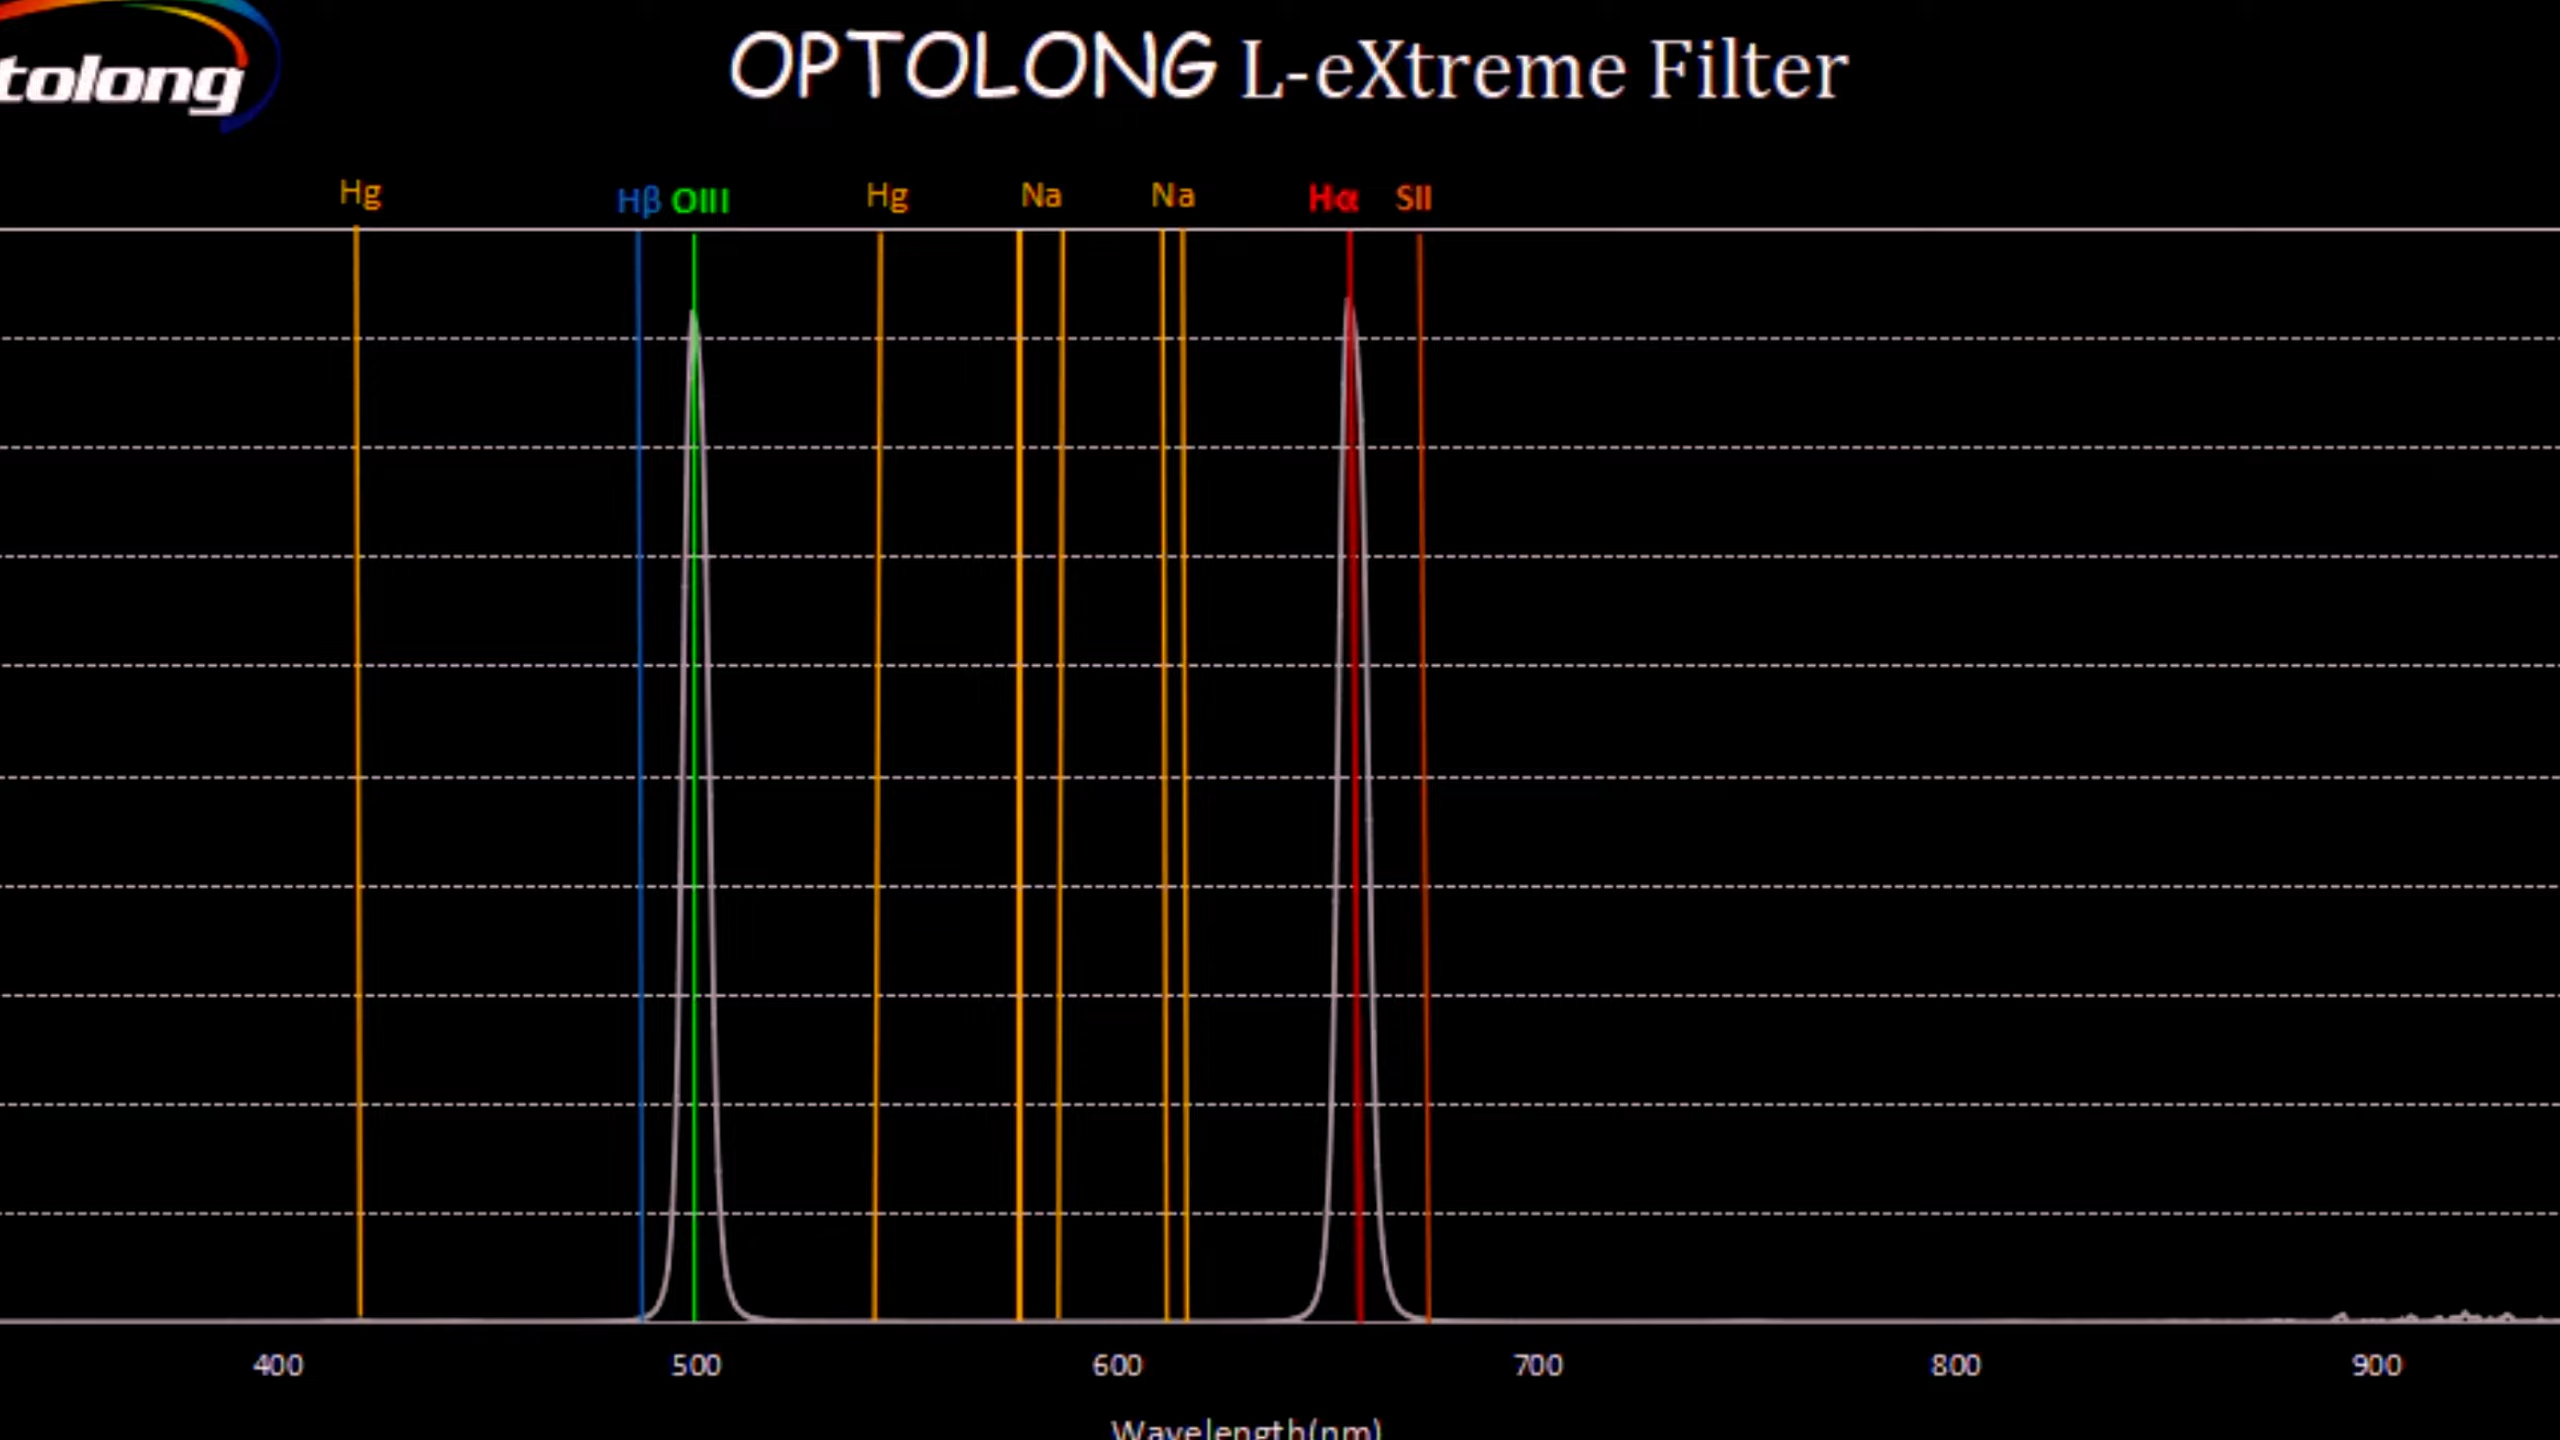 tolong
OPTOLONG L-eXtreme Filter
Hg Hβ OIII Hg Na Na Hα SII
400 500 600 700 800 900
Wavelength(nm)